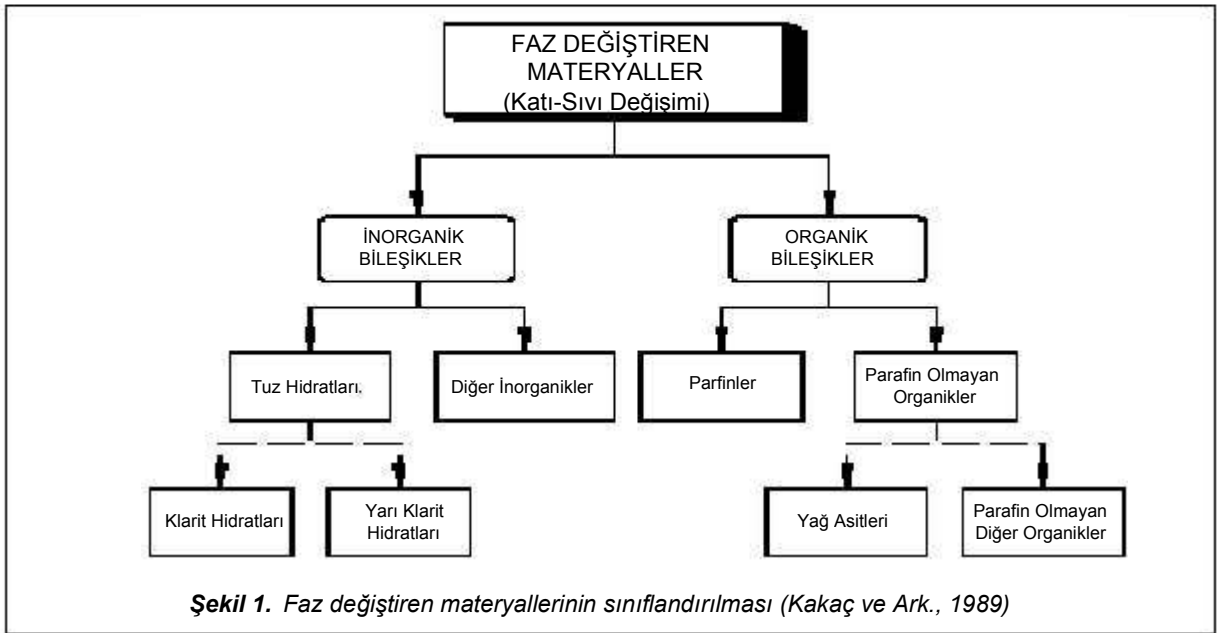 FAZ DEĞİŞTİREN
MATERYALLER
(Katı-Sıvı Değişimi)
İNORGANİK
BİLEŞİKLER
ORGANİK
BİLEŞİKLER
Tuz Hidratları.
Diğer İnorganikler
Parfinler
Parafin Olmayan
Organikler
Klarit Hidratları
Yarı Klarit
Hidratları
Yağ Asitleri
Parafin Olmayan
Diğer Organikler
Şekil 1. Faz değiştiren materyallerinin sınıflandırılması (Kakaç ve Ark., 1989)